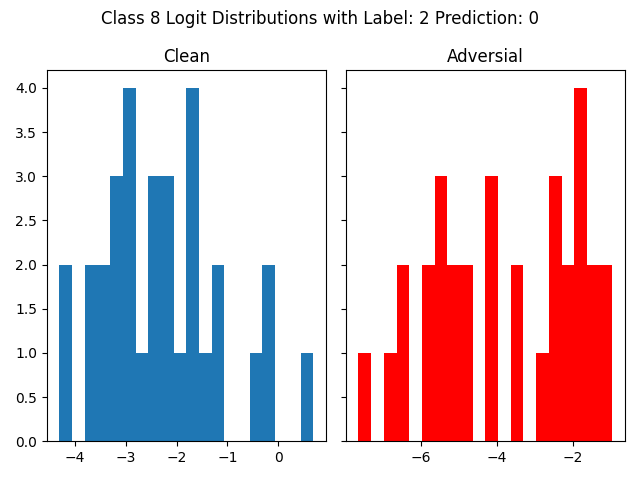 Class 8 Logit Distributions with Label: 2 Prediction: 0
Clean
Adversial
4.0
3.5
3.0
2.5
2.0
1.5
1.0
0.5
0.0
−4 −3 −2 −1 0
−6 −4 −2